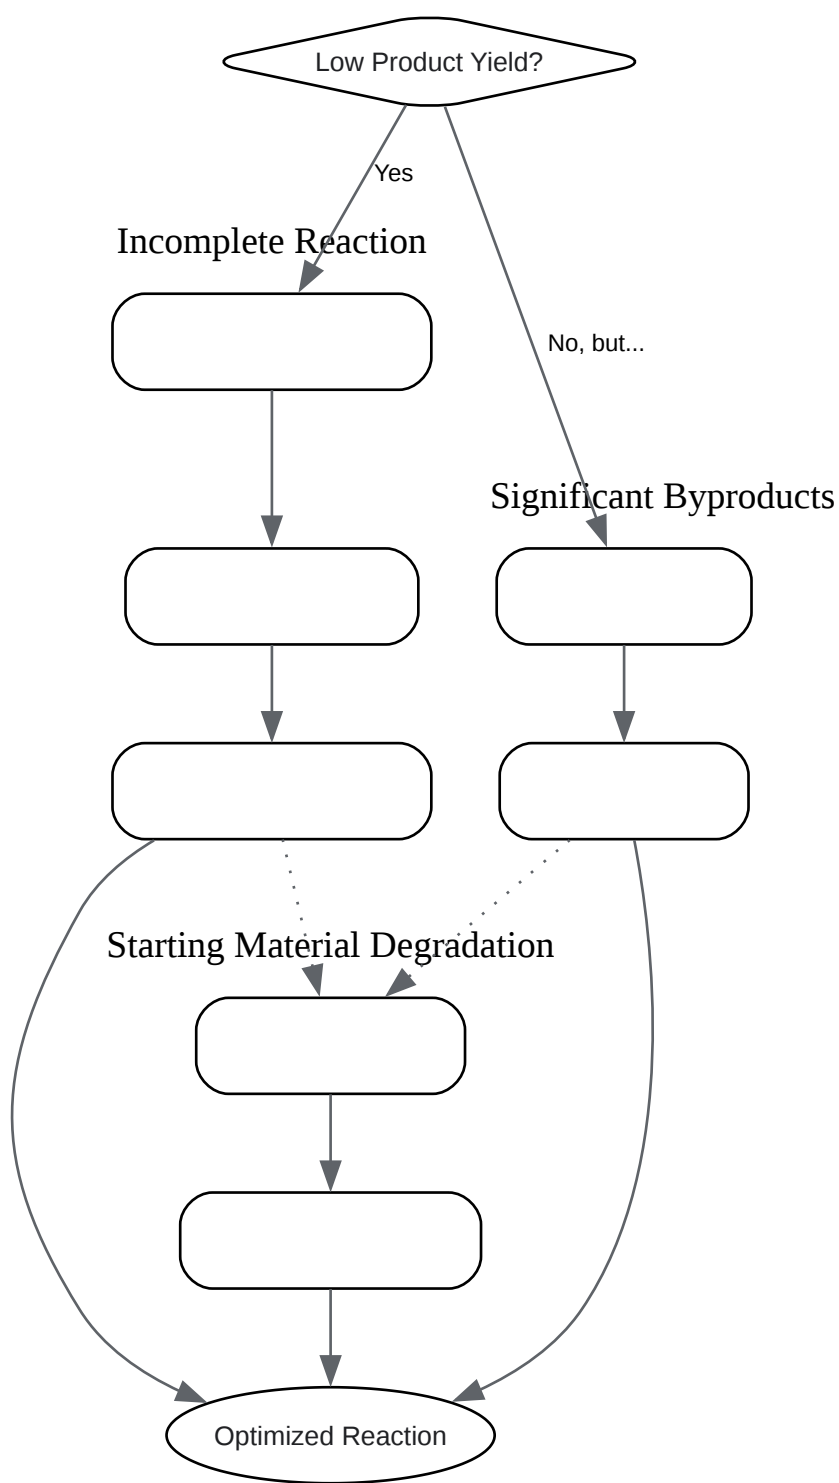 Low Product Yield?
Yes
Incomplete Reaction
No, but...
Significant Byproducts
Starting Material Degradation
Optimized Reaction